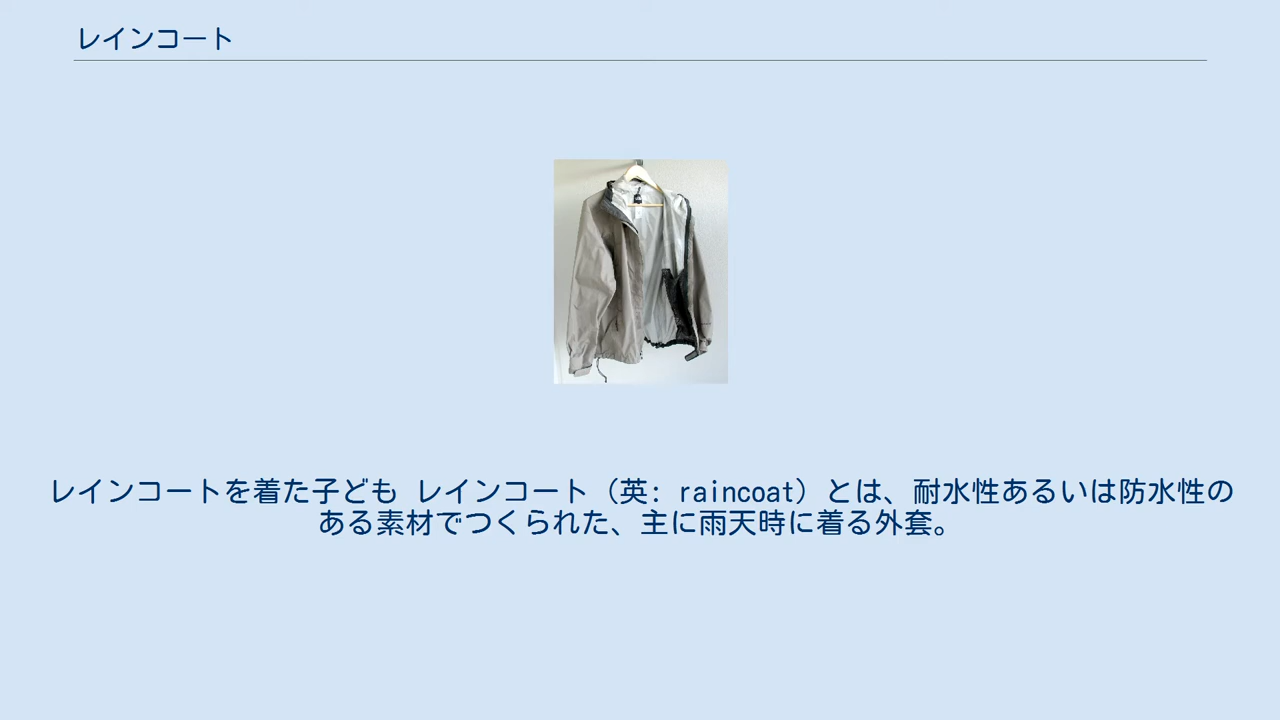 レインコート
レインコートを着た子ども レインコート（英: raincoat）とは、耐水性あるいは防水性の
ある素材でつくられた、主に雨天時に着る外套。